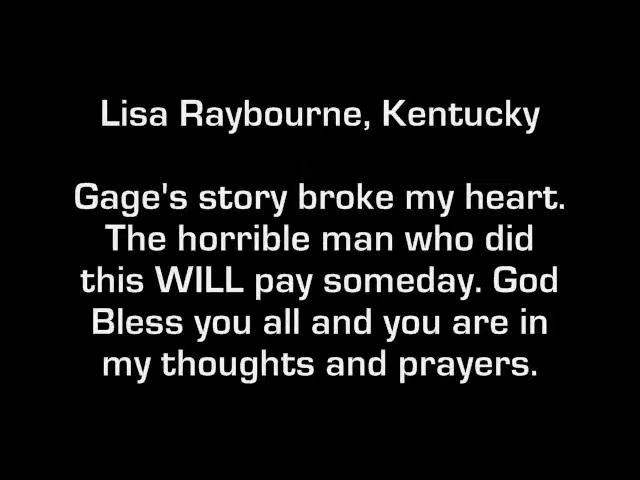 Lisa Raybourne, Kentucky
Gage's story broke my heart.
The horrible man who did
this WILL pay someday. God
Bless you all and you are in
my thoughts and prayers.